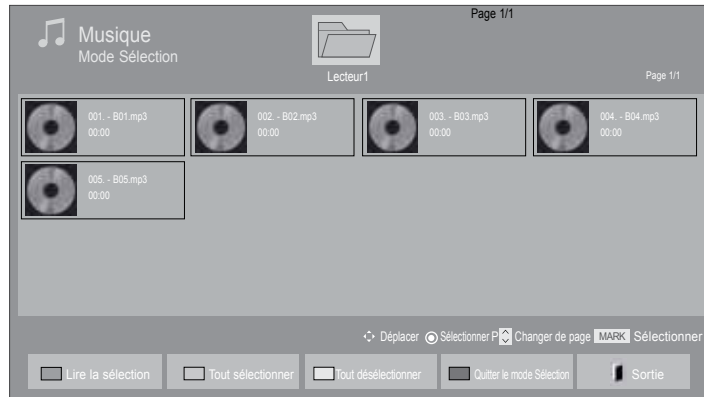 Page 1/1
Musique
Mode Sélection
Lecteur1
Page 1/1
001. - B01.mp3
00:00
002. - B02.mp3
00:00
003. - B03.mp3
00:00
004. - B04.mp3
00:00
005. - B05.mp3
00:00
Déplacer Sélectionner P Changer de page MARK Sélectionner
Lire la sélection Tout sélectionner Tout désélectionner Quitter le mode Sélection Sortie